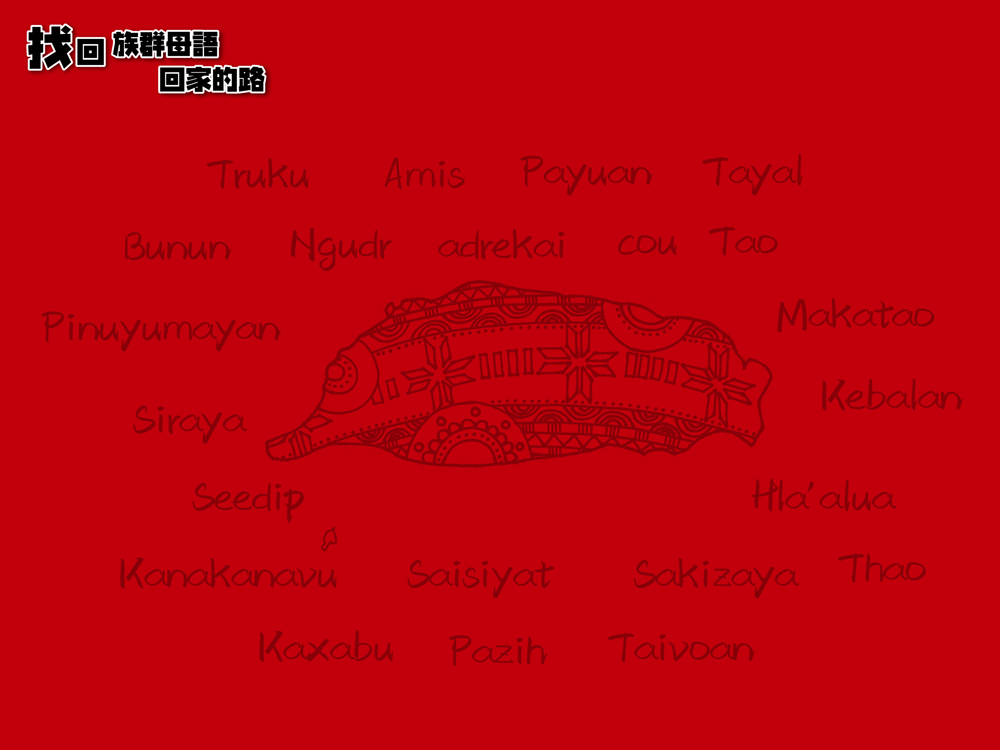 找回 族群母語
回家的路
Truku Amis Payuan Tayal
Bunun Ngudr adrekai cou Tao
Pinuyumayan Makatao
Kebalan
Siraya
Seedip Hla'alua
Kanakanavu Saisiyat Sakizaya Thao
Kaxabu Pazih Taivoan